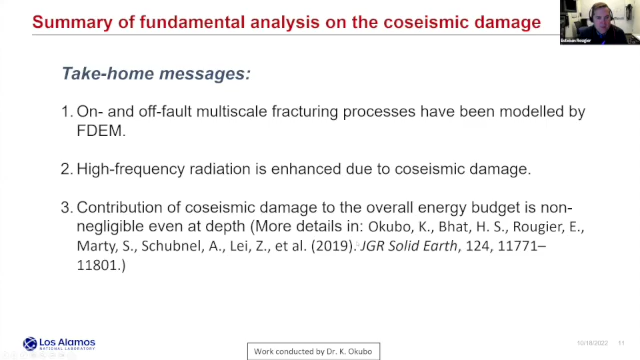 Summary of fundamental analysis on the coseismic damage
Esteban Rougier
Take-home messages:
1. On- and off-fault multiscale fracturing processes have been modelled by
FDEM.
2. High-frequency radiation is enhanced due to coseismic damage.
3. Contribution of coseismic damage to the overall energy budget is non-
negligible even at depth (More details in: Okubo, K., Bhat, H. S., Rougier, E.,
Marty, S., Schubnel, A., Lei, Z., et al. (2019). JGR Solid Earth, 124, 11771–
11801.)
Los Alamos
NATIONAL LABORATORY
Work conducted by Dr. K. Okubo
10/18/2022 11